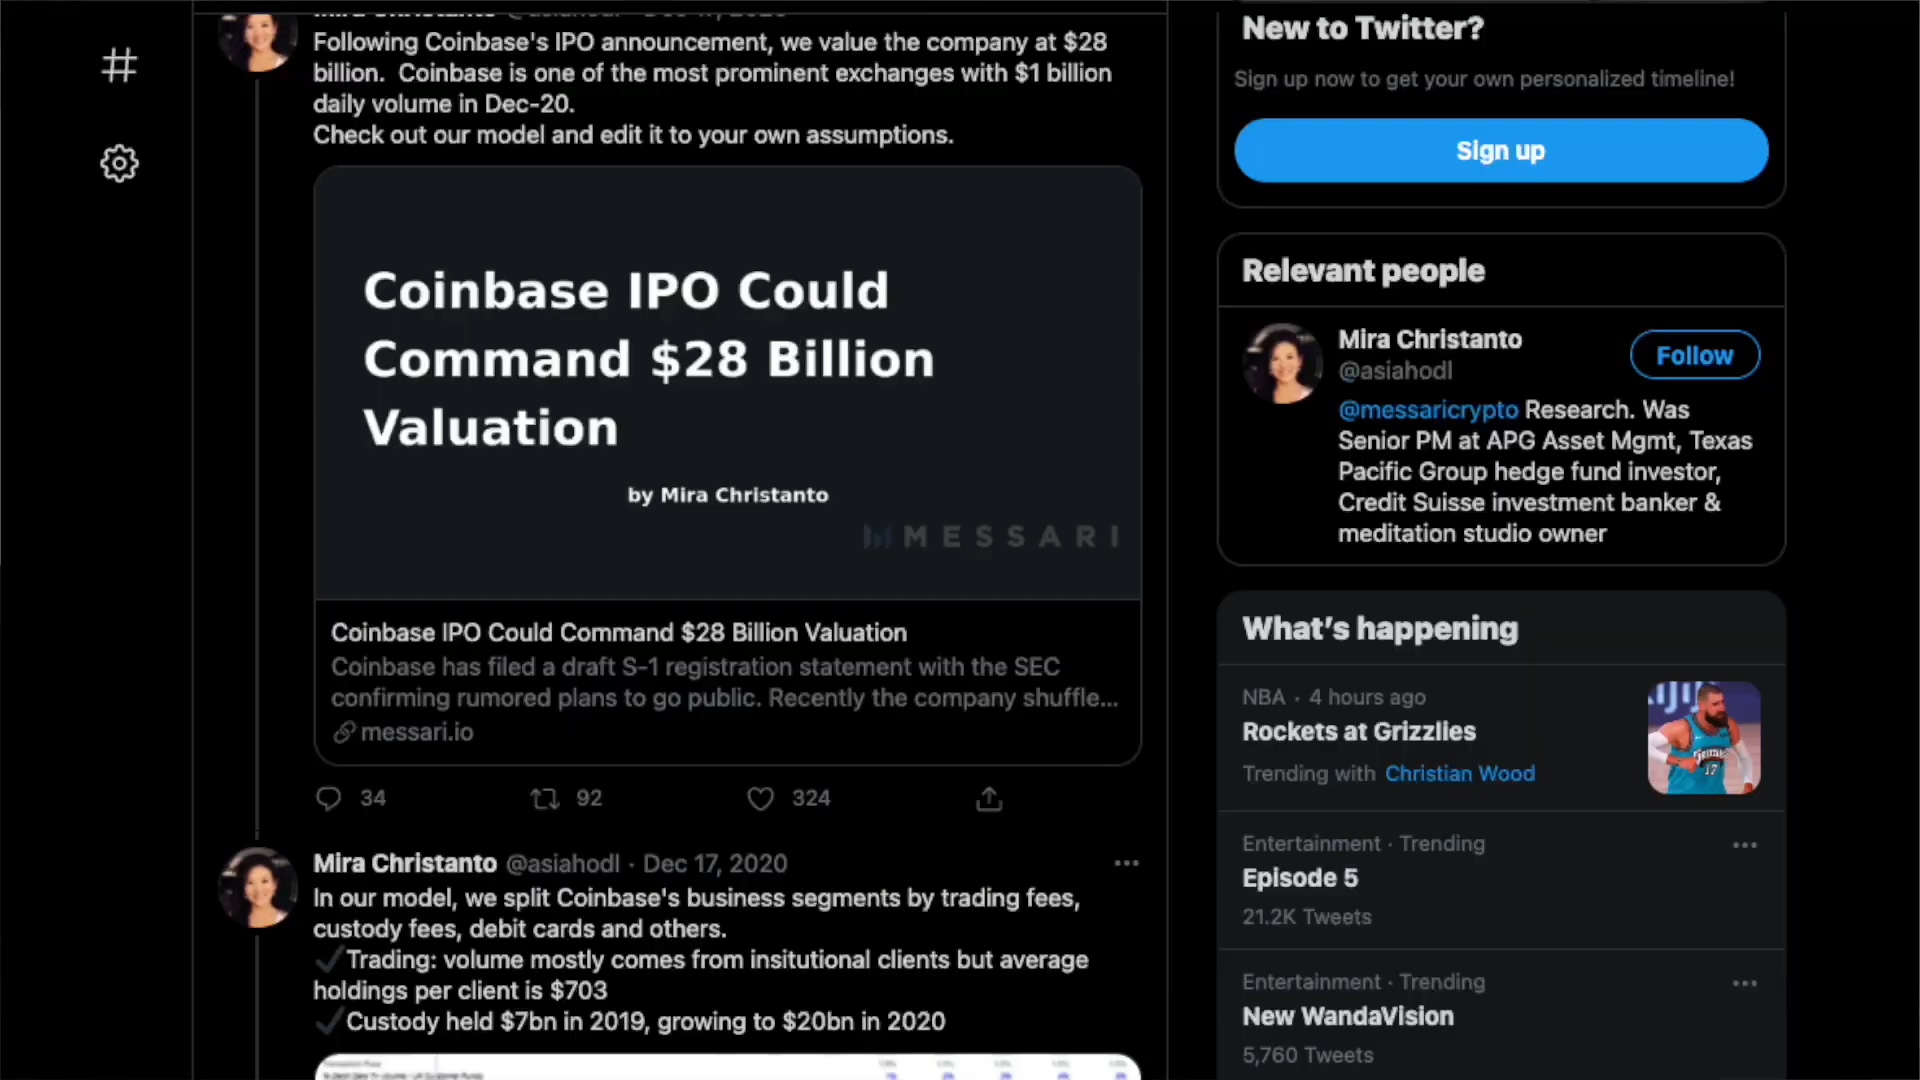 Mira Christanto @asiahodl · Dec 17, 2020
Following Coinbase's IPO announcement, we value the company at $28
billion.  Coinbase is one of the most prominent exchanges with $1 billion
daily volume in Dec-20.
Check out our model and edit it to your own assumptions.
Coinbase IPO Could
Command $28 Billion
Valuation
by Mira Christanto
MESSARI
Coinbase IPO Could Command $28 Billion Valuation
Coinbase has filed a draft S-1 registration statement with the SEC
confirming rumored plans to go public. Recently the company shuffle...
messari.io
34 92 324
Mira Christanto @asiahodl · Dec 17, 2020
In our model, we split Coinbase's business segments by trading fees,
custody fees, debit cards and others.
✔Trading: volume mostly comes from insitutional clients but average
holdings per client is $703
✔Custody held $7bn in 2019, growing to $20bn in 2020
New to Twitter?
Sign up now to get your own personalized timeline!
Sign up
Relevant people
Mira Christanto
@asiahodl
Follow
@messaricrypto Research. Was
Senior PM at APG Asset Mgmt, Texas
Pacific Group hedge fund investor,
Credit Suisse investment banker &
meditation studio owner
What's happening
NBA · 4 hours ago
Rockets at Grizzlies
Trending with Christian Wood
Entertainment · Trending
Episode 5
21.2K Tweets
Entertainment · Trending
New WandaVision
5,760 Tweets